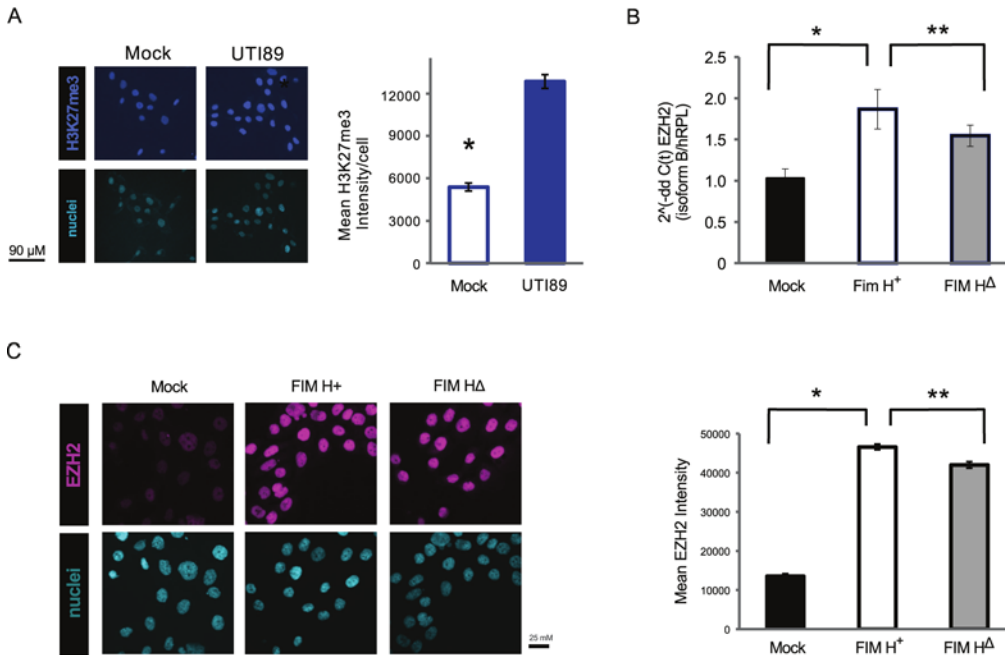 A
Mock
UTI89
H3K27me3
nuclei
90 µM
Mean H3K27me3
Intensity/cell
12000
9000
6000
3000
0
*
Mock
UTI89
B
*
**
2^(-dd C(t) EZH2)
(isoform B/hRPL)
2.5
2.0
1.5
1.0
0.5
0.0
Mock
Fim H⁺
FIM HΔ
C
Mock
FIM H+
FIM HΔ
EZH2
nuclei
25 mM
*
**
Mean EZH2 Intensity
50000
40000
30000
20000
10000
0
Mock
FIM H⁺
FIM HΔ